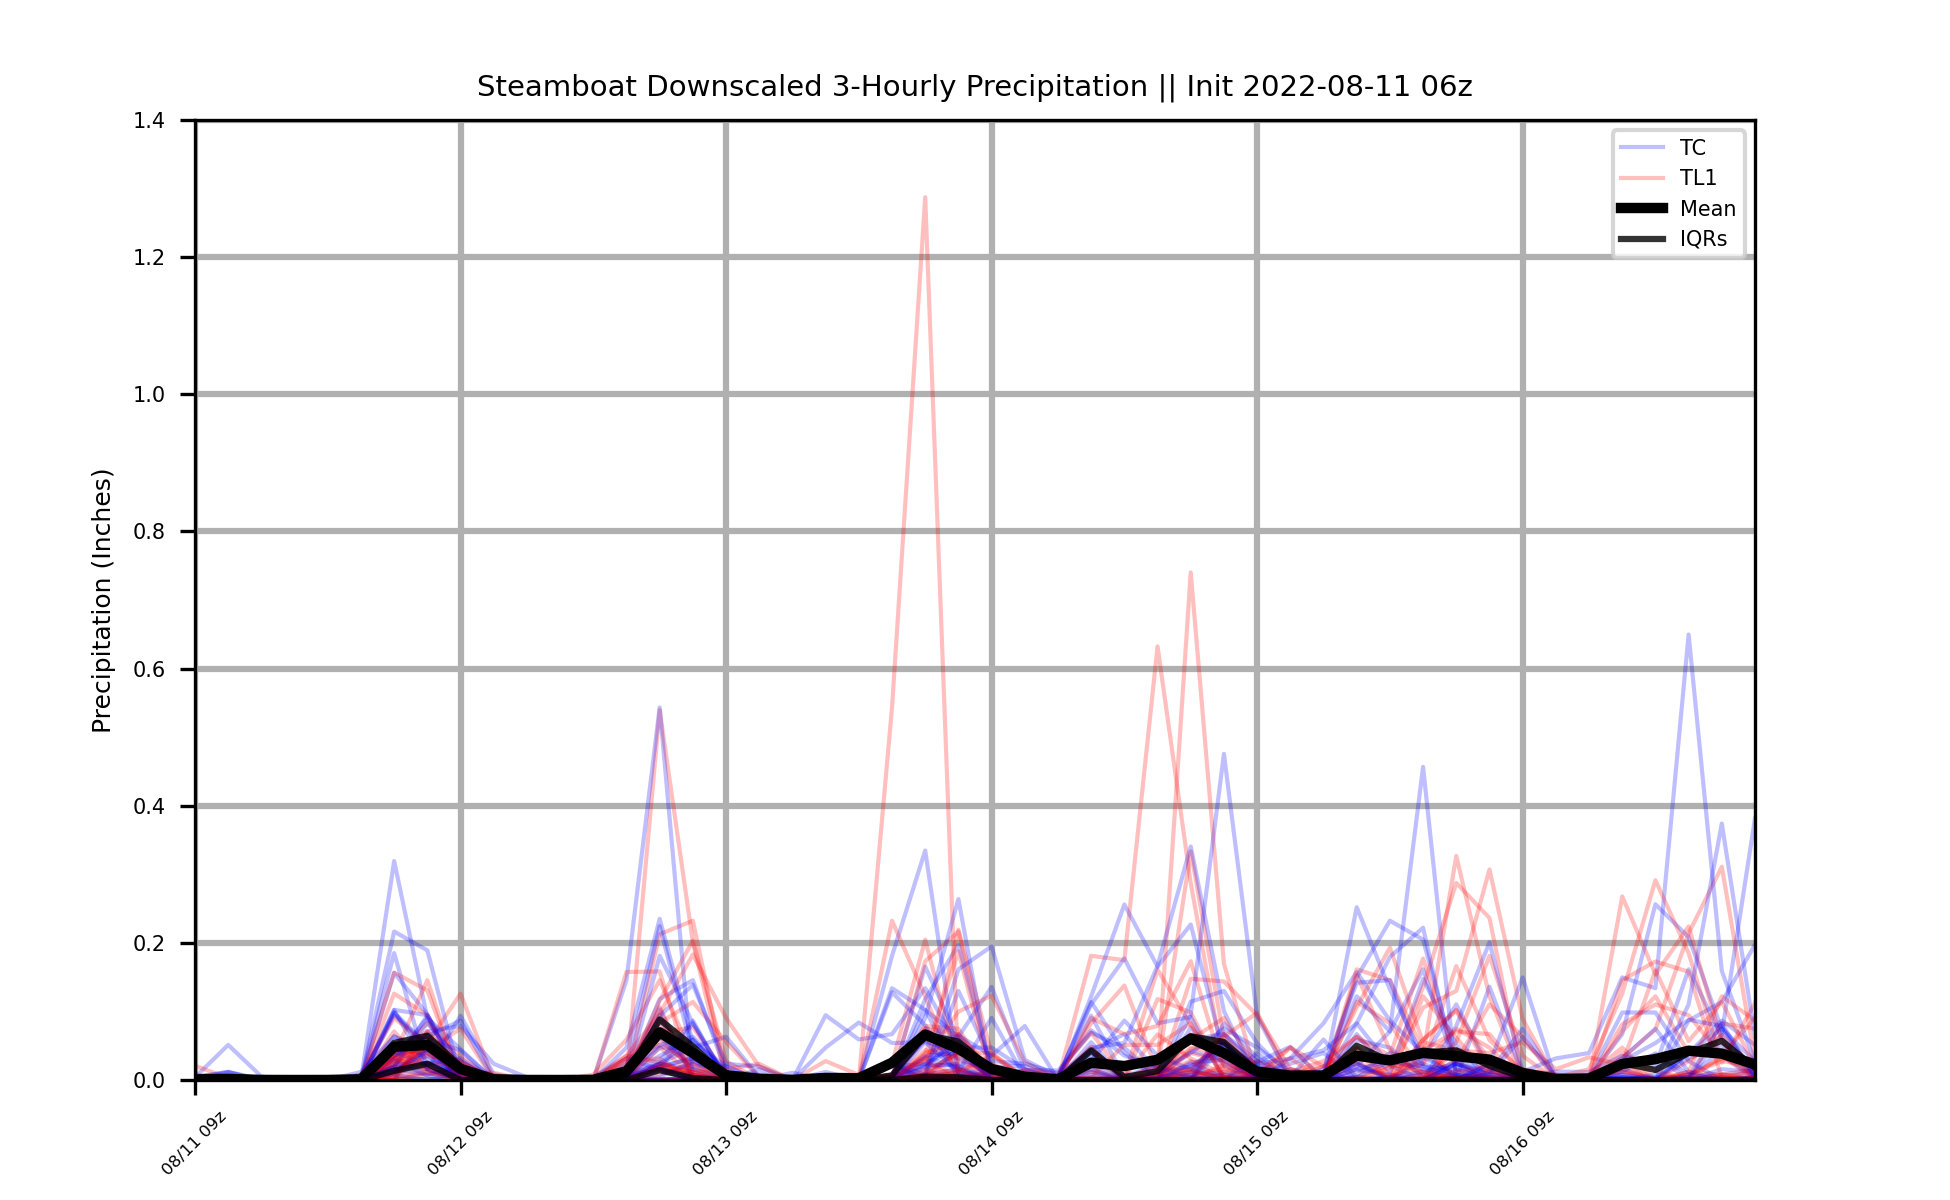 Steamboat Downscaled 3-Hourly Precipitation || Init 2022-08-11 06z
1.4
1.2
1.0
0.8
0.6
0.4
0.2
0.0
Precipitation (Inches)
TC
TL1
Mean
IQRs
08/11 09z
08/12 09z
08/13 09z
08/14 09z
08/15 09z
08/16 09z